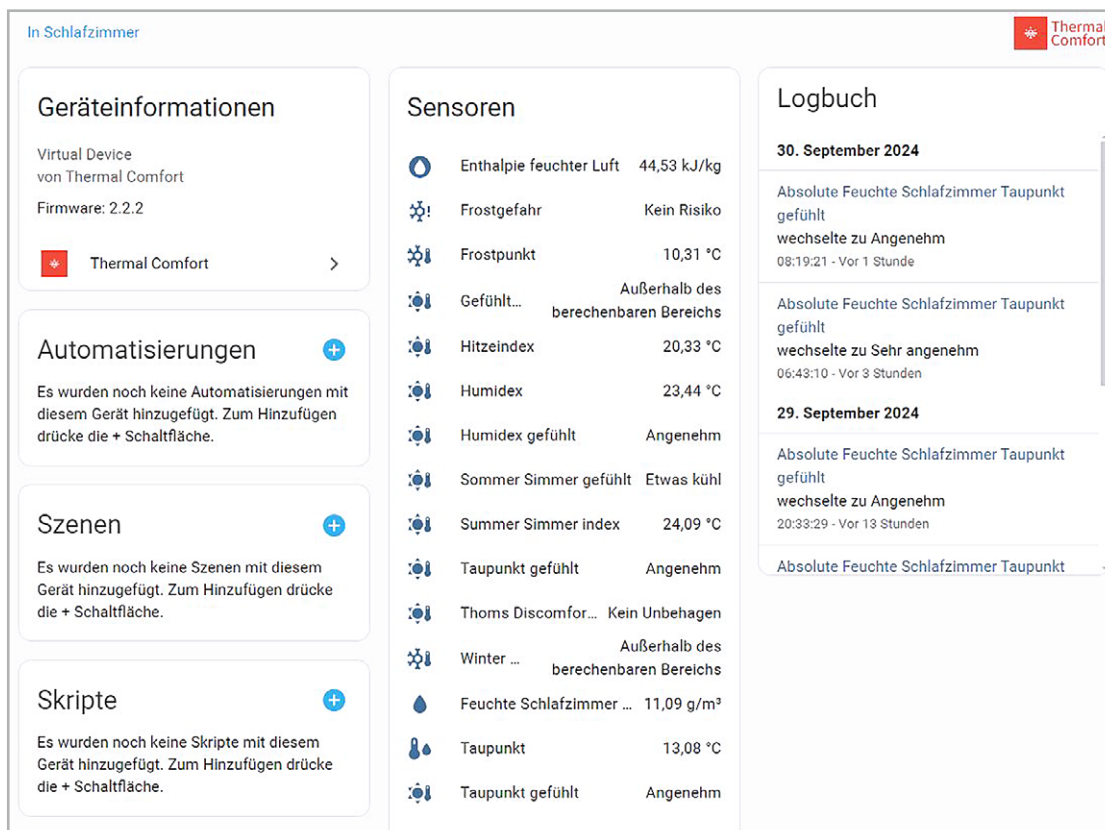 In Schlafzimmer
Thermal
Comfort
Geräteinformationen
Virtual Device
von Thermal Comfort
Firmware: 2.2.2
Thermal Comfort
Automatisierungen
Es wurden noch keine Automatisierungen mit
diesem Gerät hinzugefügt. Zum Hinzufügen
drücke die + Schaltfläche.
Szenen
Es wurden noch keine Szenen mit diesem
Gerät hinzugefügt. Zum Hinzufügen drücke
die + Schaltfläche.
Skripte
Es wurden noch keine Skripte mit diesem
Gerät hinzugefügt. Zum Hinzufügen drücke
die + Schaltfläche.
Sensoren
Enthalpie feuchter Luft 44,53 kJ/kg
Frostgefahr Kein Risiko
Frostpunkt 10,31 °C
Gefühlt... Außerhalb des
berechenbaren Bereichs
Hitzeindex 20,33 °C
Humidex 23,44 °C
Humidex gefühlt Angenehm
Sommer Simmer gefühlt Etwas kühl
Summer Simmer index 24,09 °C
Taupunkt gefühlt Angenehm
Thoms Discomfor... Kein Unbehagen
Winter ... Außerhalb des
berechenbaren Bereichs
Feuchte Schlafzimmer ... 11,09 g/m³
Taupunkt 13,08 °C
Taupunkt gefühlt Angenehm
Logbuch
30. September 2024
Absolute Feuchte Schlafzimmer Taupunkt
gefühlt
wechselte zu Angenehm
08:19:21 - Vor 1 Stunde
Absolute Feuchte Schlafzimmer Taupunkt
gefühlt
wechselte zu Sehr angenehm
06:43:10 - Vor 3 Stunden
29. September 2024
Absolute Feuchte Schlafzimmer Taupunkt
gefühlt
wechselte zu Angenehm
20:33:29 - Vor 13 Stunden
Absolute Feuchte Schlafzimmer Taupunkt